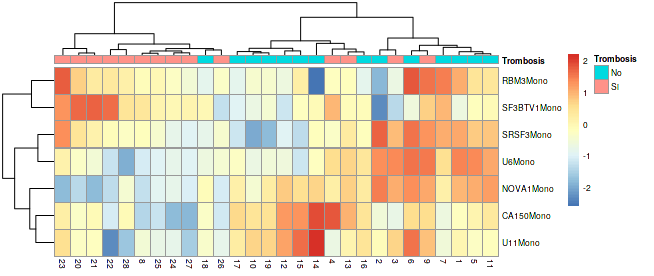 Trombosis
RBM3Mono
SF3BTV1Mono
SRSF3Mono
U6Mono
NOVA1Mono
CA150Mono
U11Mono
23 20 21 22 28 8 25 24 27 18 26 17 10 19 12 15 14 4 13 16 2 3 6 9 7 1 5 11
2
1
0
-1
-2
Trombosis
No
SI